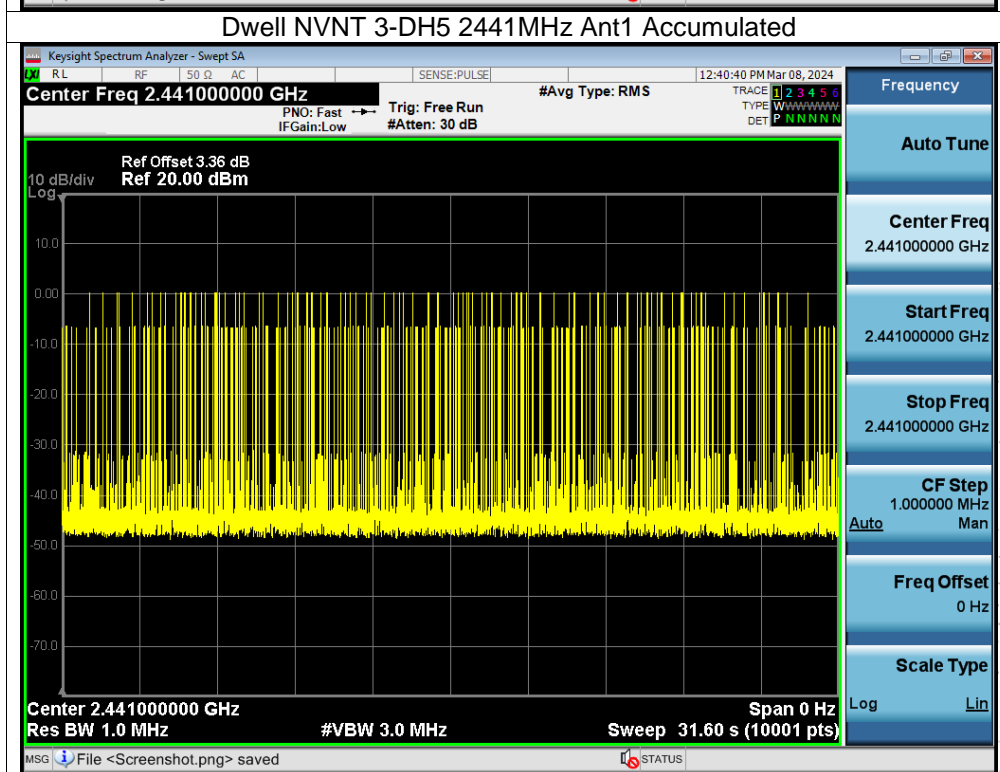 Dwell NVNT 3-DH5 2441MHz Ant1 Accumulated
Keysight Spectrum Analyzer - Swept SA
LXI RL RF 50 Ω AC SENSE:PULSE 12:40:40 PM Mar 08, 2024
Center Freq 2.441000000 GHz #Avg Type: RMS TRACE 1 2 3 4 5 6
PNO: Fast Trig: Free Run TYPE WWWWWW
IFGain:Low #Atten: 30 dB DET P N N N N N
Frequency
Auto Tune
Center Freq
2.441000000 GHz
Start Freq
2.441000000 GHz
Stop Freq
2.441000000 GHz
CF Step
1.000000 MHz
Auto Man
Freq Offset
0 Hz
Scale Type
Log Lin
Ref Offset 3.36 dB
10 dB/div Ref 20.00 dBm
Log
10.0
0.00
-10.0
-20.0
-30.0
-40.0
-50.0
-60.0
-70.0
Center 2.441000000 GHz Span 0 Hz
Res BW 1.0 MHz #VBW 3.0 MHz Sweep 31.60 s (10001 pts)
MSG File <Screenshot.png> saved STATUS